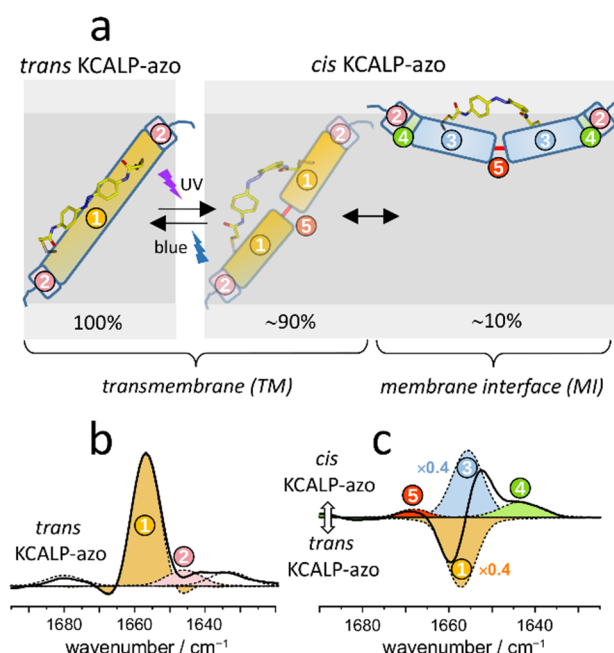 a
trans KCALP-azo
cis KCALP-azo
2
1
UV
blue
2
2
1
5
1
2
2
4
3
3
2
4
5
100%
~90%
~10%
transmembrane (TM)
membrane interface (MI)
b
1
2
trans
KCALP-azo
1680
1660
1640
wavenumber / cm⁻¹
c
cis
KCALP-azo
×0.4
3
4
5
trans
KCALP-azo
1
×0.4
1680
1660
1640
wavenumber / cm⁻¹